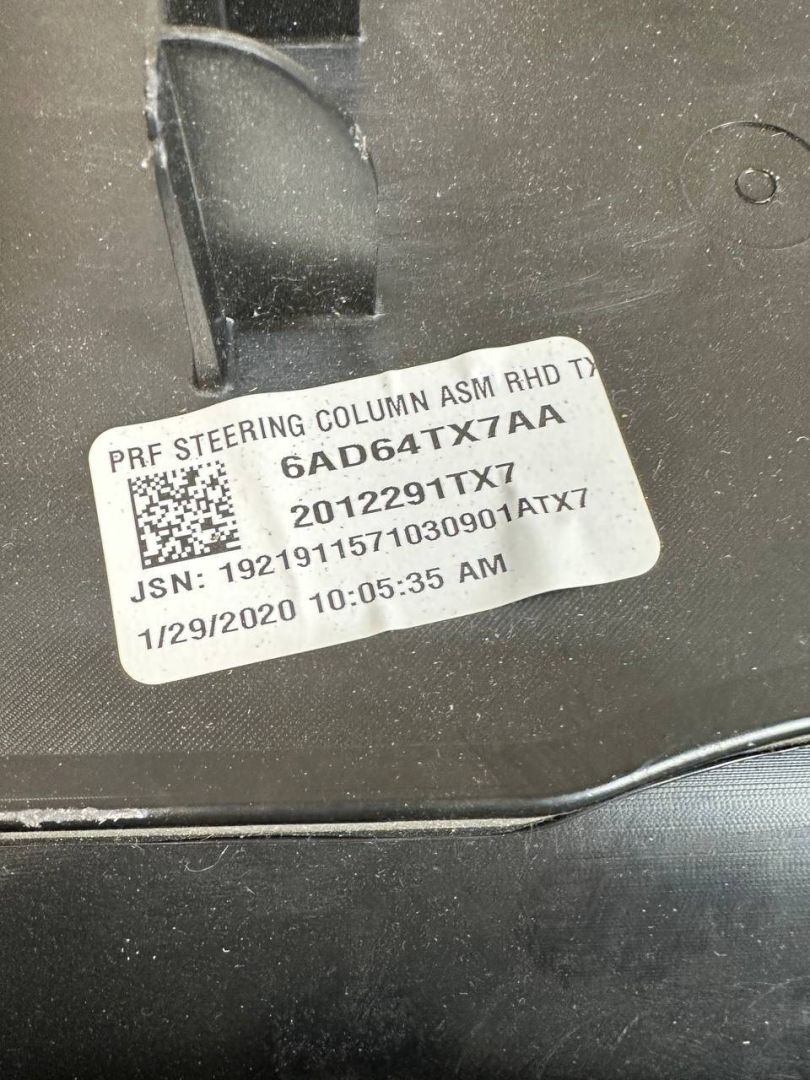 PRF STEERING COLUMN ASM RHD TX
6AD64TX7AA
2012291TX7
JSN: 1921911571030901ATX7
1/29/2020 10:05:35 AM